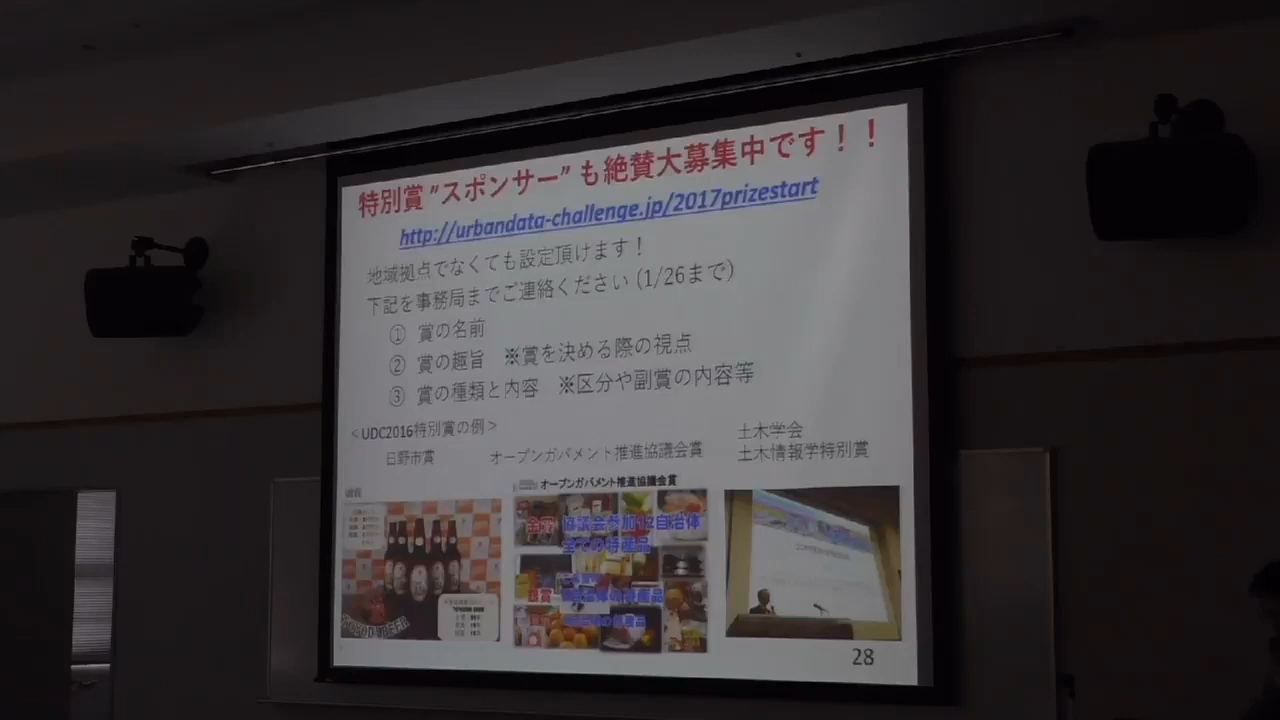 特別賞 ”スポンサー” も絶賛大募集中です！！
http://urbandata-challenge.jp/2017prizestart
地域拠点でなくても設定頂けます！
下記を事務局までご連絡ください (1/26まで)
① 賞の名前
② 賞の趣旨 ※賞を決める際の視点
③ 賞の種類と内容 ※区分や副賞の内容等
＜UDC2016特別賞の例＞
日野市賞
オープンガバメント推進協議会賞
土木学会
土木情報学特別賞
オープンガバメント推進協議会賞
金賞 協議会参加12自治体
全ての特産品
銀賞
の特産品
28